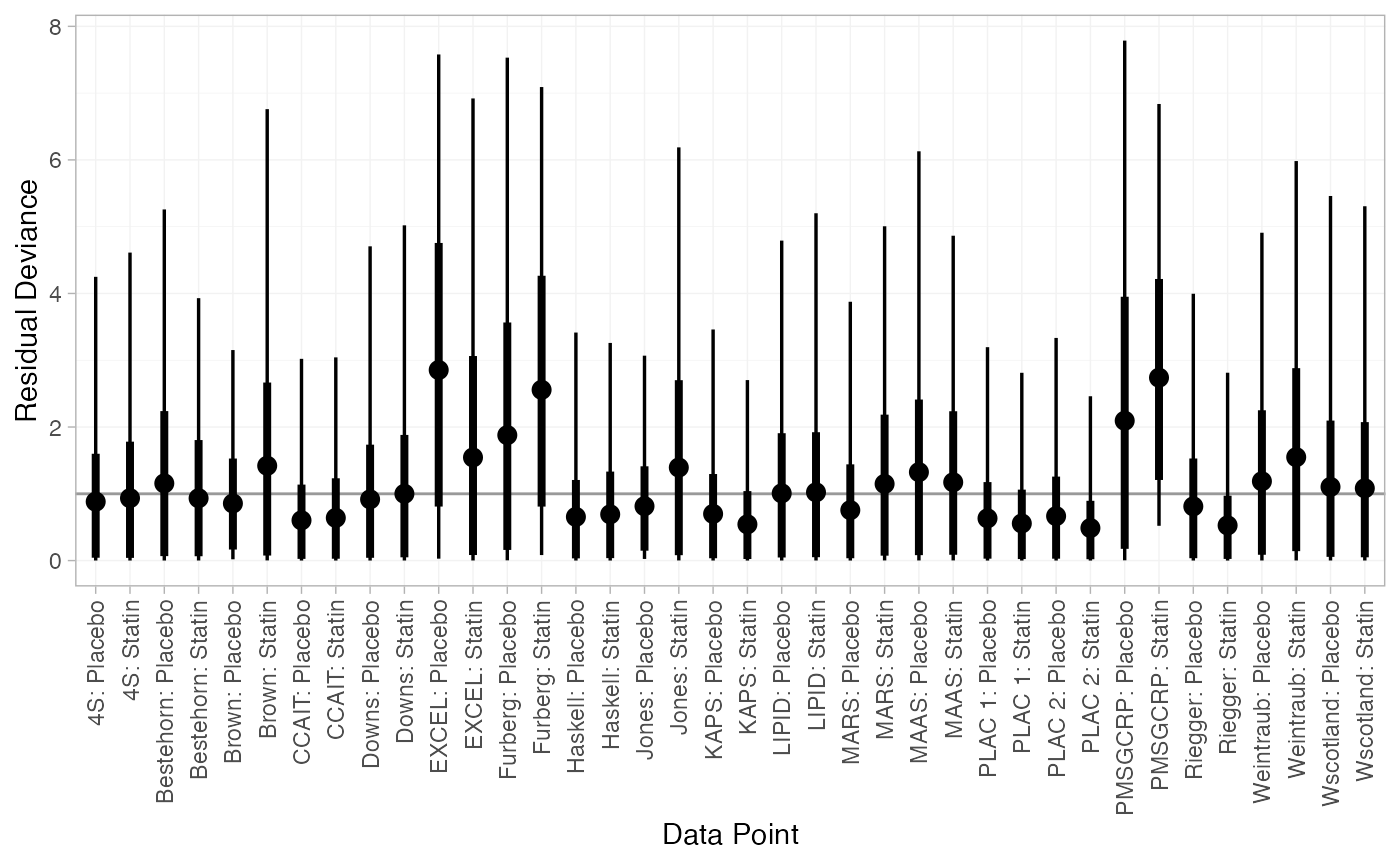 8
6
4
2
0
Residual Deviance
4S: Placebo
4S: Statin
Bestehorn: Placebo
Bestehorn: Statin
Brown: Placebo
Brown: Statin
CCAIT: Placebo
CCAIT: Statin
Downs: Placebo
Downs: Statin
EXCEL: Placebo
EXCEL: Statin
Furberg: Placebo
Furberg: Statin
Haskell: Placebo
Haskell: Statin
Jones: Placebo
Jones: Statin
KAPS: Placebo
KAPS: Statin
LIPID: Placebo
LIPID: Statin
MARS: Placebo
MARS: Statin
MAAS: Placebo
MAAS: Statin
PLAC 1: Placebo
PLAC 1: Statin
PLAC 2: Placebo
PLAC 2: Statin
PMSGCRP: Placebo
PMSGCRP: Statin
Riegger: Placebo
Riegger: Statin
Weintraub: Placebo
Weintraub: Statin
Wscotland: Placebo
Wscotland: Statin
Data Point